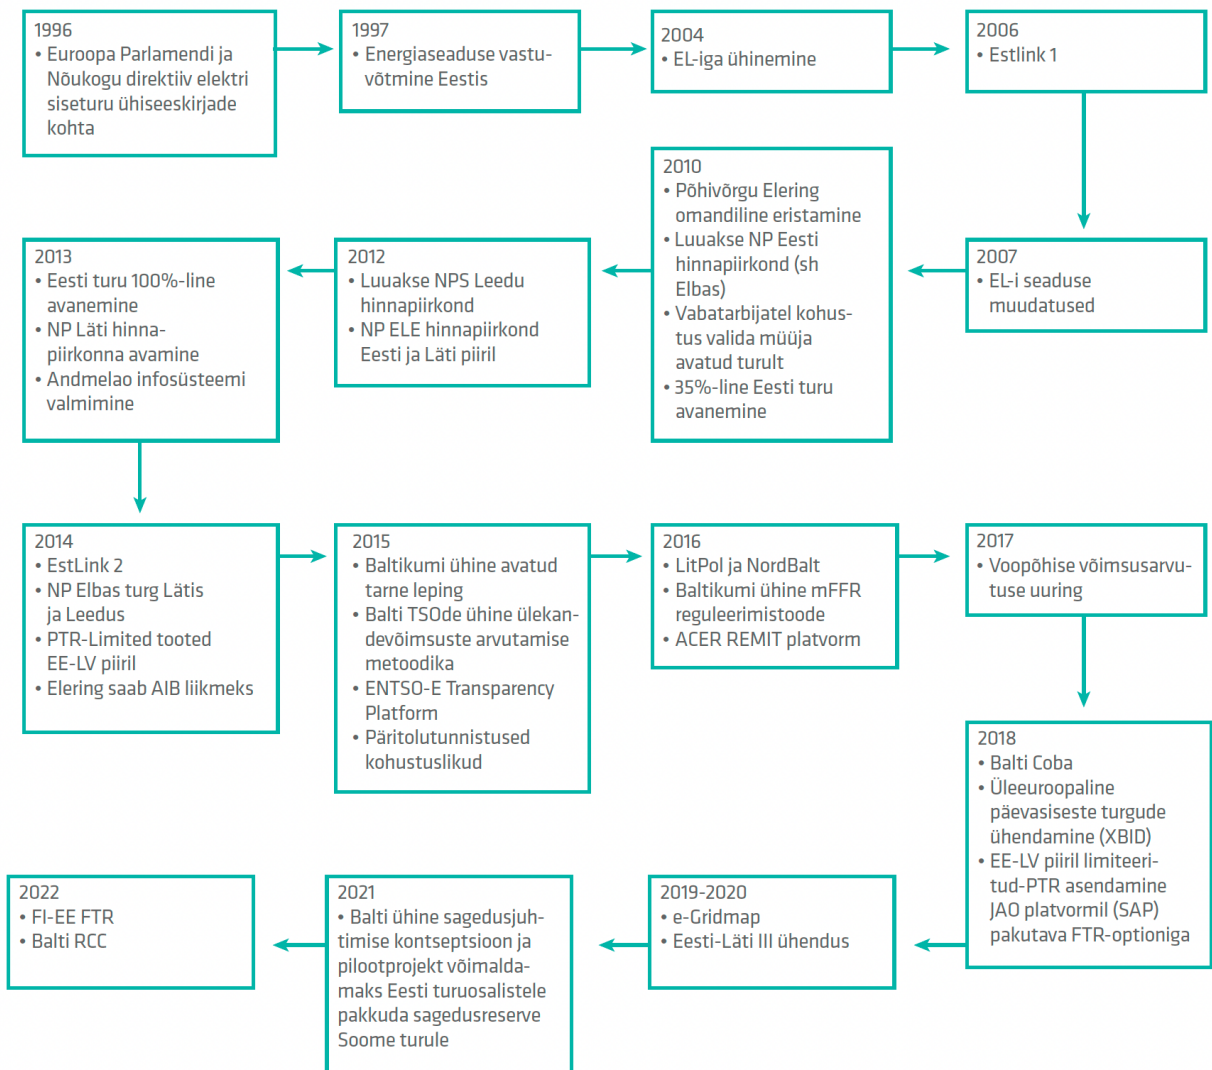 1996
• Euroopa Parlamendi ja
Nõukogu direktiiv elektri
siseturu ühiseeskirjade
kohta
1997
• Energiaseaduse vastu-
võtmine Eestis
2004
• EL-iga ühinemine
2006
• Estlink 1
2007
• EL-i seaduse
muudatused
2010
• Põhivõrgu Elering
omandiline eristamine
• Luuakse NP Eesti
hinnapiirkond (sh
Elbas)
• Vabatarbijatel kohus-
tus valida müüja
avatud turult
• 35%-line Eesti turu
avanemine
2012
• Luuakse NPS Leedu
hinnapiirkond
• NP ELE hinnapiirkond
Eesti ja Läti piiril
2013
• Eesti turu 100%-line
avanemine
• NP Läti hinna-
piirkonna avamine
• Andmelao infosüsteemi
valmimine
2014
• EstLink 2
• NP Elbas turg Lätis
ja Leedus
• PTR-Limited tooted
EE-LV piiril
• Elering saab AIB liikmeks
2015
• Baltikumi ühine avatud
tarne leping
• Balti TSOde ühine ülekan-
devõimsuste arvutamise
metoodika
• ENTSO-E Transparency
Platform
• Päritolutunnistused
kohustuslikud
2016
• LitPol ja NordBalt
• Baltikumi ühine mFFR
reguleerimistoode
• ACER REMIT platvorm
2017
• Voopõhise võimsusarvu-
tuse uuring
2018
• Balti Coba
• Üleeuroopaline
päevasiseste turgude
ühendamine (XBID)
• EE-LV piiril limiteeri-
tud-PTR asendamine
JAO platvormil (SAP)
pakutava FTR-optioniga
2019-2020
• e-Gridmap
• Eesti-Läti III ühendus
2021
• Balti ühine sagedusjuh-
timise kontseptsioon ja
pilootprojekt võimalda-
maks Eesti turuosalistele
pakkuda sagedusreserve
Soome turule
2022
• FI-EE FTR
• Balti RCC